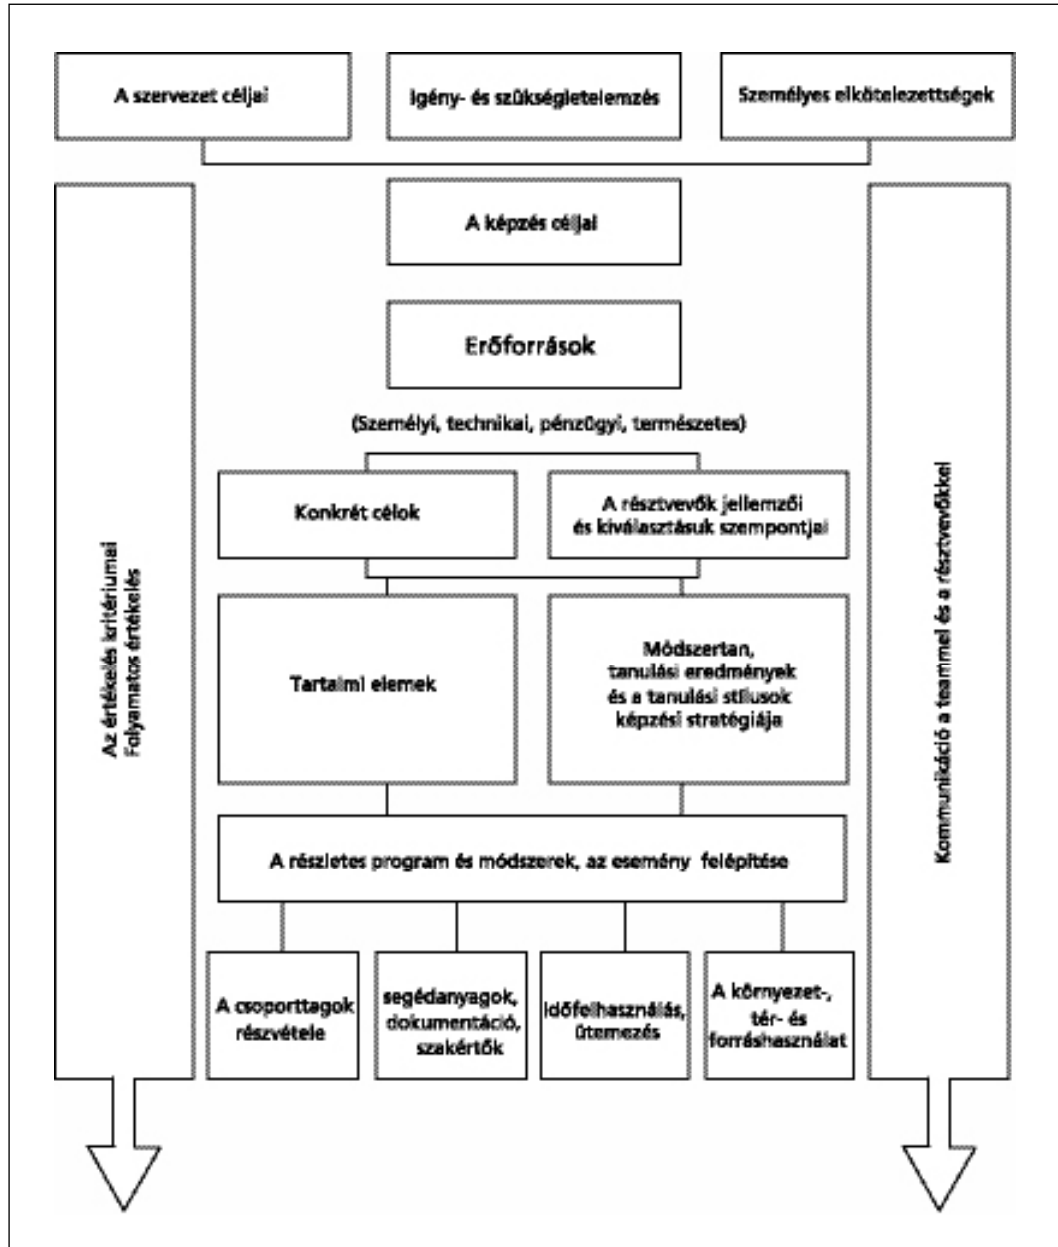 A szervezet céljai
Igény- és szükségletelemzés
Személyes elkötelezettségek
A képzés céljai
Erőforrások
(Személyi, technikai, pénzügyi, természetes)
Konkrét célok
A résztvevők jellemzői
és kiválasztásuk szempontjai
Tartalmi elemek
Módszertan,
tanulási eredmények
és a tanulási stílusok
képzési stratégiája
A részletes program és módszerek, az esemény felépítése
A csoporttagok
részvétele
segédanyagok,
dokumentáció,
szakértők
Időfelhasználás,
ütemezés
A környezet-,
tér- és
forráshasználat
Az értékelés kritériumai
Folyamatos értékelés
Kommunikáció a teammel és a résztvevőkkel